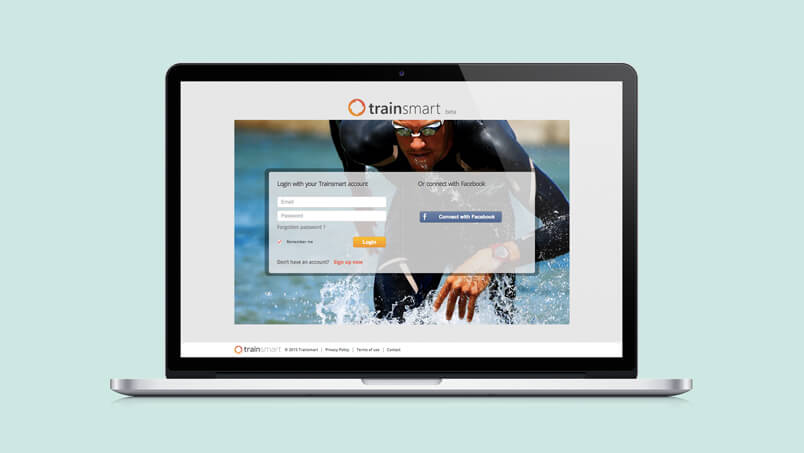 trainsmart beta
Login with your Trainsmart account
Or connect with Facebook
Email
Password
f Connect with Facebook
Forgotten password ?
Remember me
Login
Don't have an account? Sign up now
trainsmart © 2015 Trainsmart | Privacy Policy | Terms of use | Contact